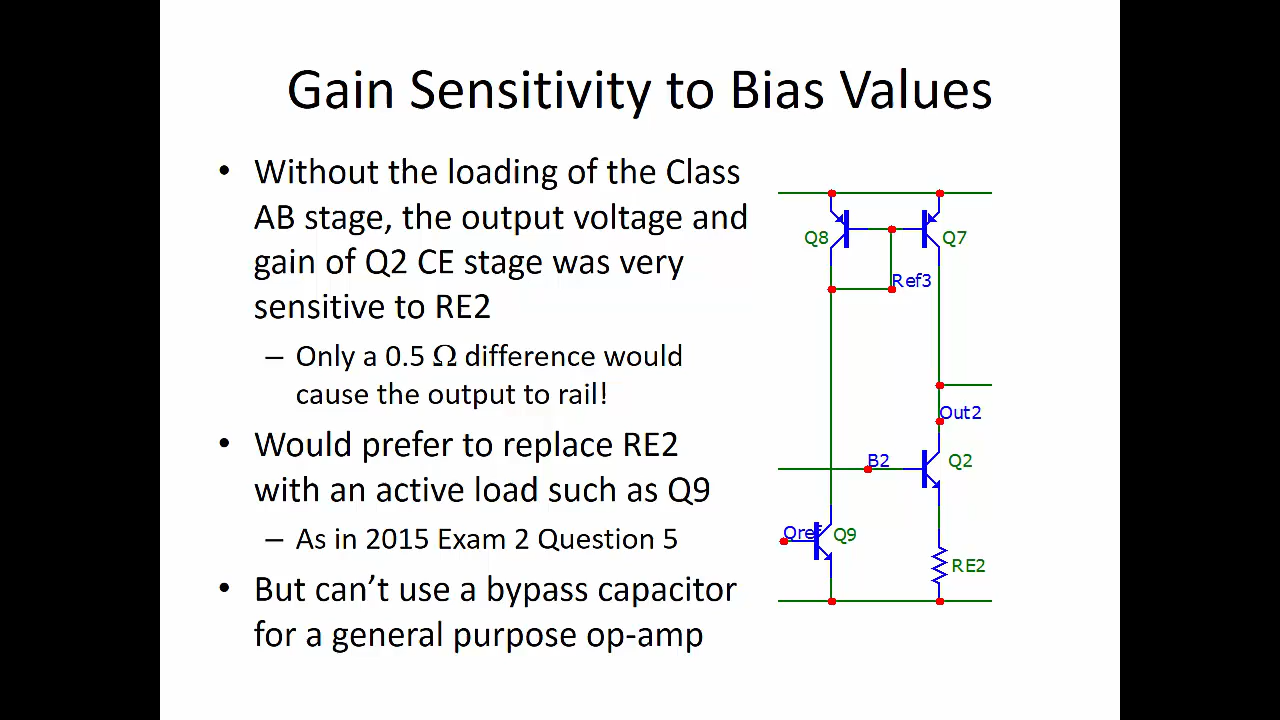 Gain Sensitivity to Bias Values
• Without the loading of the Class
AB stage, the output voltage and
gain of Q2 CE stage was very
sensitive to RE2
– Only a 0.5 Ω difference would
cause the output to rail!
• Would prefer to replace RE2
with an active load such as Q9
– As in 2015 Exam 2 Question 5
• But can’t use a bypass capacitor
for a general purpose op-amp
Q8
Q7
Ref3
Out2
B2
Q2
Qref
Q9
RE2